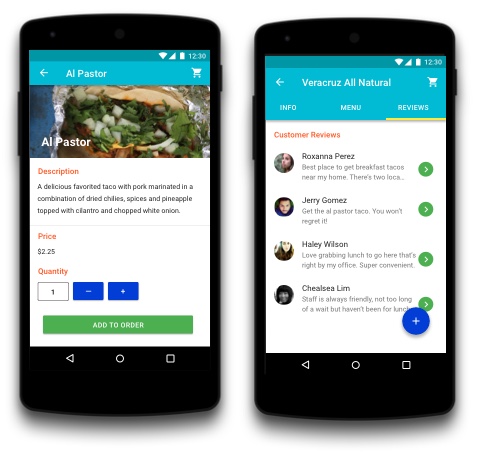 12:30
Al Pastor
Al Pastor
Description
A delicious favorited taco with pork marinated in a
combination of dried chilies, spices and pineapple
topped with cilantro and chopped white onion.
Price
$2.25
Quantity
1
–
+
ADD TO ORDER
12:30
Veracruz All Natural
INFO
MENU
REVIEWS
Customer Reviews
Roxanna Perez
Best place to get breakfast tacos
near my home. There's two loca...
Jerry Gomez
Get the al pastor taco. You won't
regret it!
Haley Wilson
Love grabbing lunch to go here that's
right by my office. Super convenient.
Chealsea Lim
Staff is always friendly, not too long
of a wait but haven't been for lunch
+